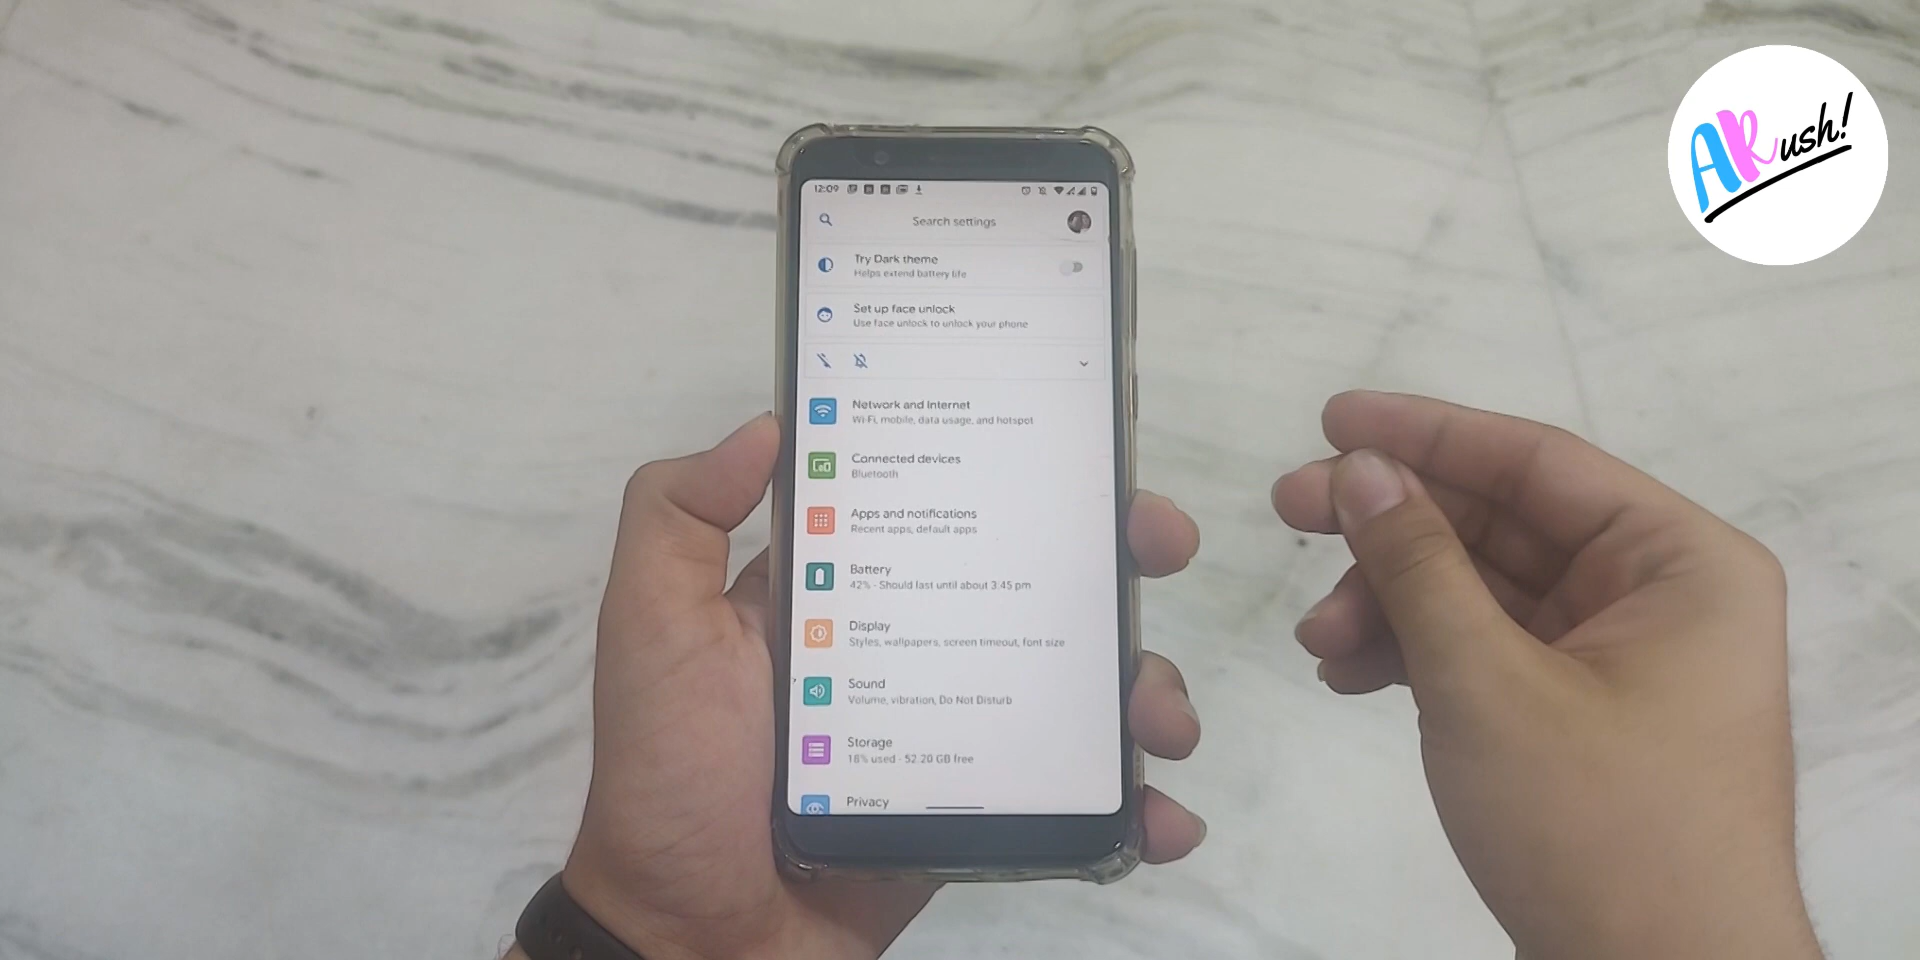 ARush!
12:09
Search settings
Try Dark theme
Helps extend battery life
Set up face unlock
Use face unlock to unlock your phone
Network and Internet
Wi-Fi, mobile, data usage, and hotspot
Connected devices
Bluetooth
Apps and notifications
Recent apps, default apps
Battery
42% - Should last until about 3:45 pm
Display
Styles, wallpapers, screen timeout, font size
Sound
Volume, vibration, Do Not Disturb
Storage
18% used - 52.20 GB free
Privacy